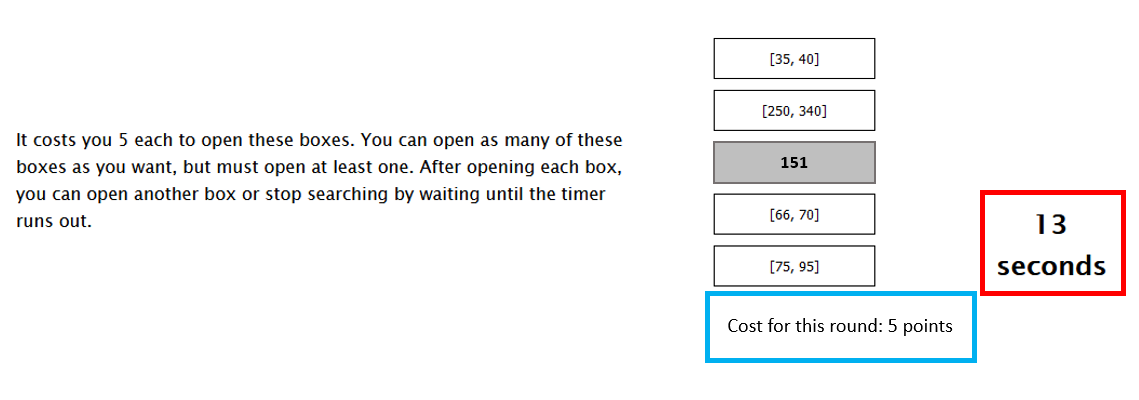 It costs you 5 each to open these boxes. You can open as many of these
boxes as you want, but must open at least one. After opening each box,
you can open another box or stop searching by waiting until the timer
runs out.
[35, 40]
[250, 340]
151
[66, 70]
[75, 95]
Cost for this round: 5 points
13
seconds